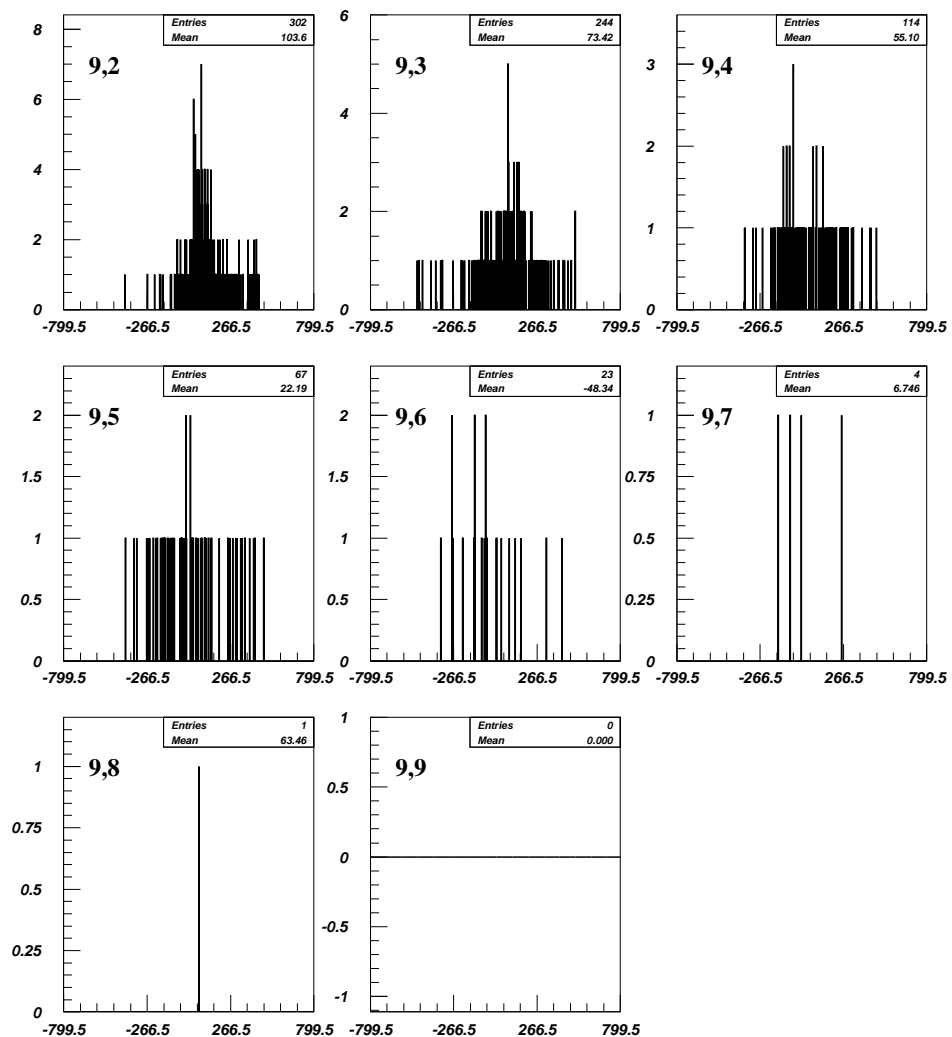 Entries 302
Mean 103.6
9,2
8
6
4
2
0
-799.5 -266.5 266.5 799.5
Entries 244
Mean 73.42
9,3
6
4
2
0
-799.5 -266.5 266.5 799.5
Entries 114
Mean 55.10
9,4
3
2
1
0
-799.5 -266.5 266.5 799.5
Entries 67
Mean 22.19
9,5
2
1.5
1
0.5
0
-799.5 -266.5 266.5 799.5
Entries 23
Mean -48.34
9,6
2
1.5
1
0.5
0
-799.5 -266.5 266.5 799.5
Entries 4
Mean 6.746
9,7
1
0.75
0.5
0.25
0
-799.5 -266.5 266.5 799.5
Entries 1
Mean 63.46
9,8
1
0.75
0.5
0.25
0
-799.5 -266.5 266.5 799.5
Entries 0
Mean 0.000
9,9
1
0.5
0
-0.5
-1
-799.5 -266.5 266.5 799.5